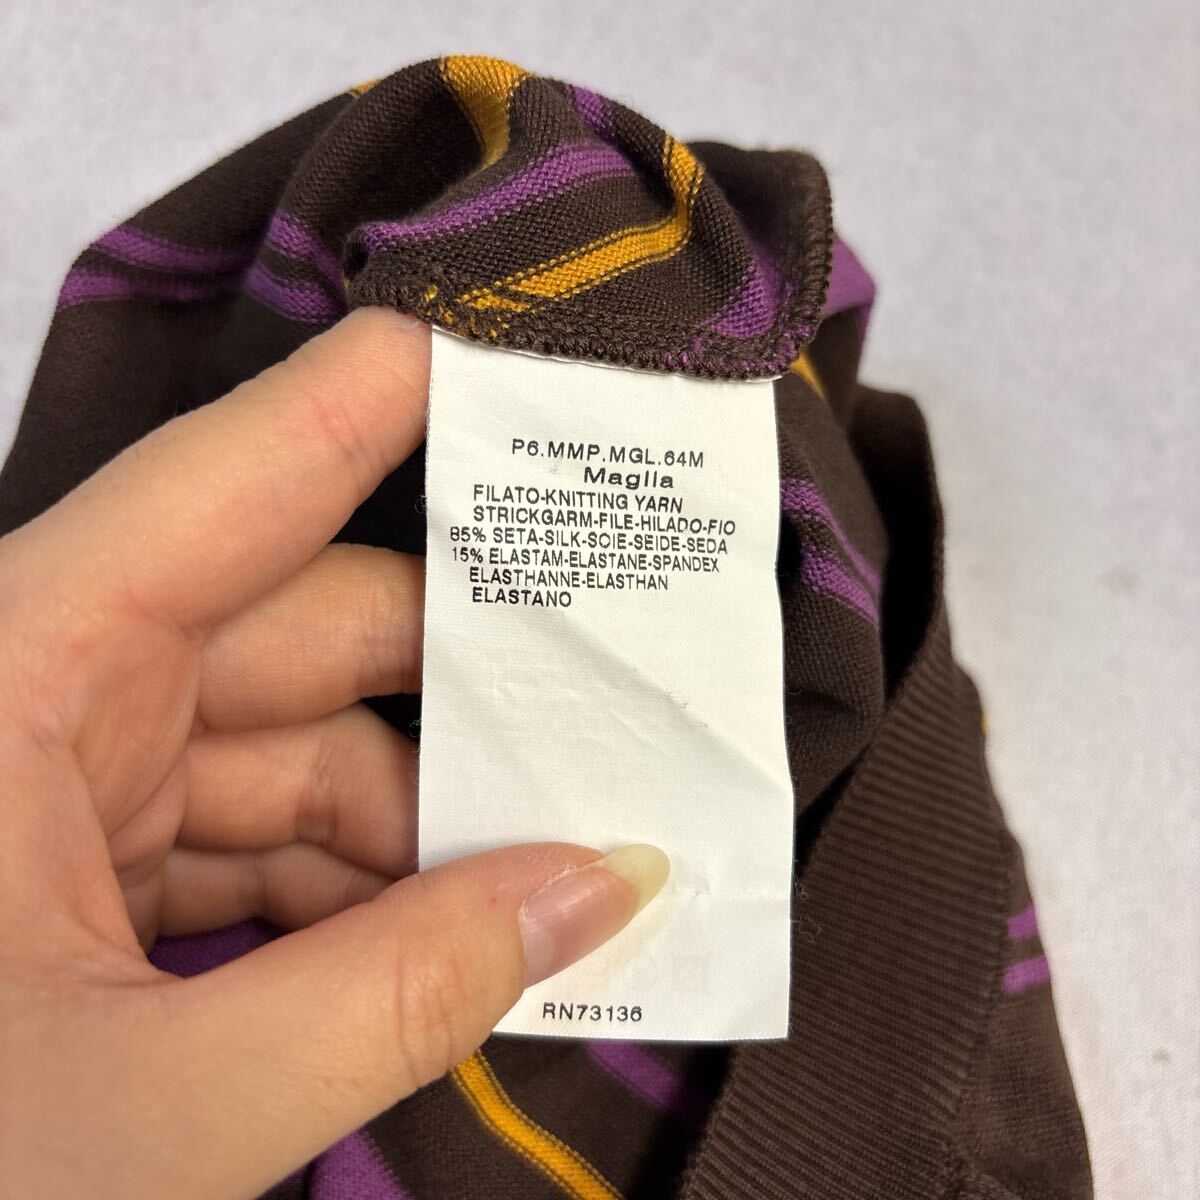 P6.MMP.MGL.64M
Maglia
FILATO-KNITTING YARN
STRICKGARM-FILE-HILADO-FIO
85% SETA-SILK-SOIE-SEIDE-SEDA
15% ELASTAM-ELASTANE-SPANDEX
ELASTHANNE-ELASTHAN
ELASTANO
RN73136